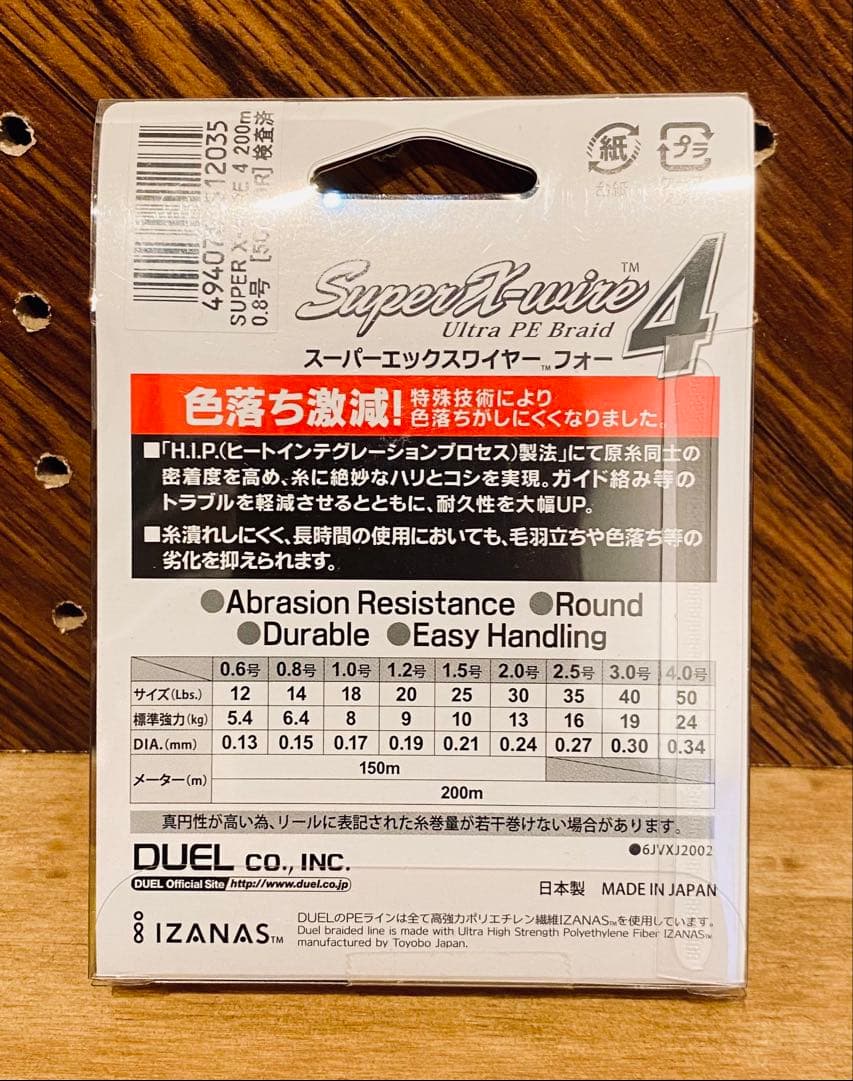 SUPER X- 4 200m
0.8号 検査済
紙
プラ
台紙
Super X-wire™ 4
Ultra PE Braid
スーパーエックスワイヤー™フォー
色落ち激減! 特殊技術により
色落ちがしにくくなりました。
■「H.I.P.(ヒートインテグレーションプロセス)製法」にて原糸同士の
密着度を高め、糸に絶妙なハリとコシを実現。ガイド絡み等の
トラブルを軽減させるとともに、耐久性を大幅UP。
■糸潰れしにくく、長時間の使用においても、毛羽立ちや色落ち等の
劣化を抑えられます。
●Abrasion Resistance ●Round
●Durable ●Easy Handling
0.6号 0.8号 1.0号 1.2号 1.5号 2.0号 2.5号 3.0号 4.0号
サイズ(Lbs.) 12 14 18 20 25 30 35 40 50
標準強力(kg) 5.4 6.4 8 9 10 13 16 19 24
DIA.(mm) 0.13 0.15 0.17 0.19 0.21 0.24 0.27 0.30 0.34
メーター(m) 150m
200m
真円性が高い為、リールに表記された糸巻量が若干巻けない場合があります。
DUEL CO., INC. ●6JVXJ2002
DUEL Official Site http://www.duel.co.jp
日本製 MADE IN JAPAN
IZANAS™ DUELのPEラインは全て高強力ポリエチレン繊維IZANAS™を使用しています。
Duel braided line is made with Ultra High Strength Polyethylene Fiber IZANAS™
manufactured by Toyobo Japan.